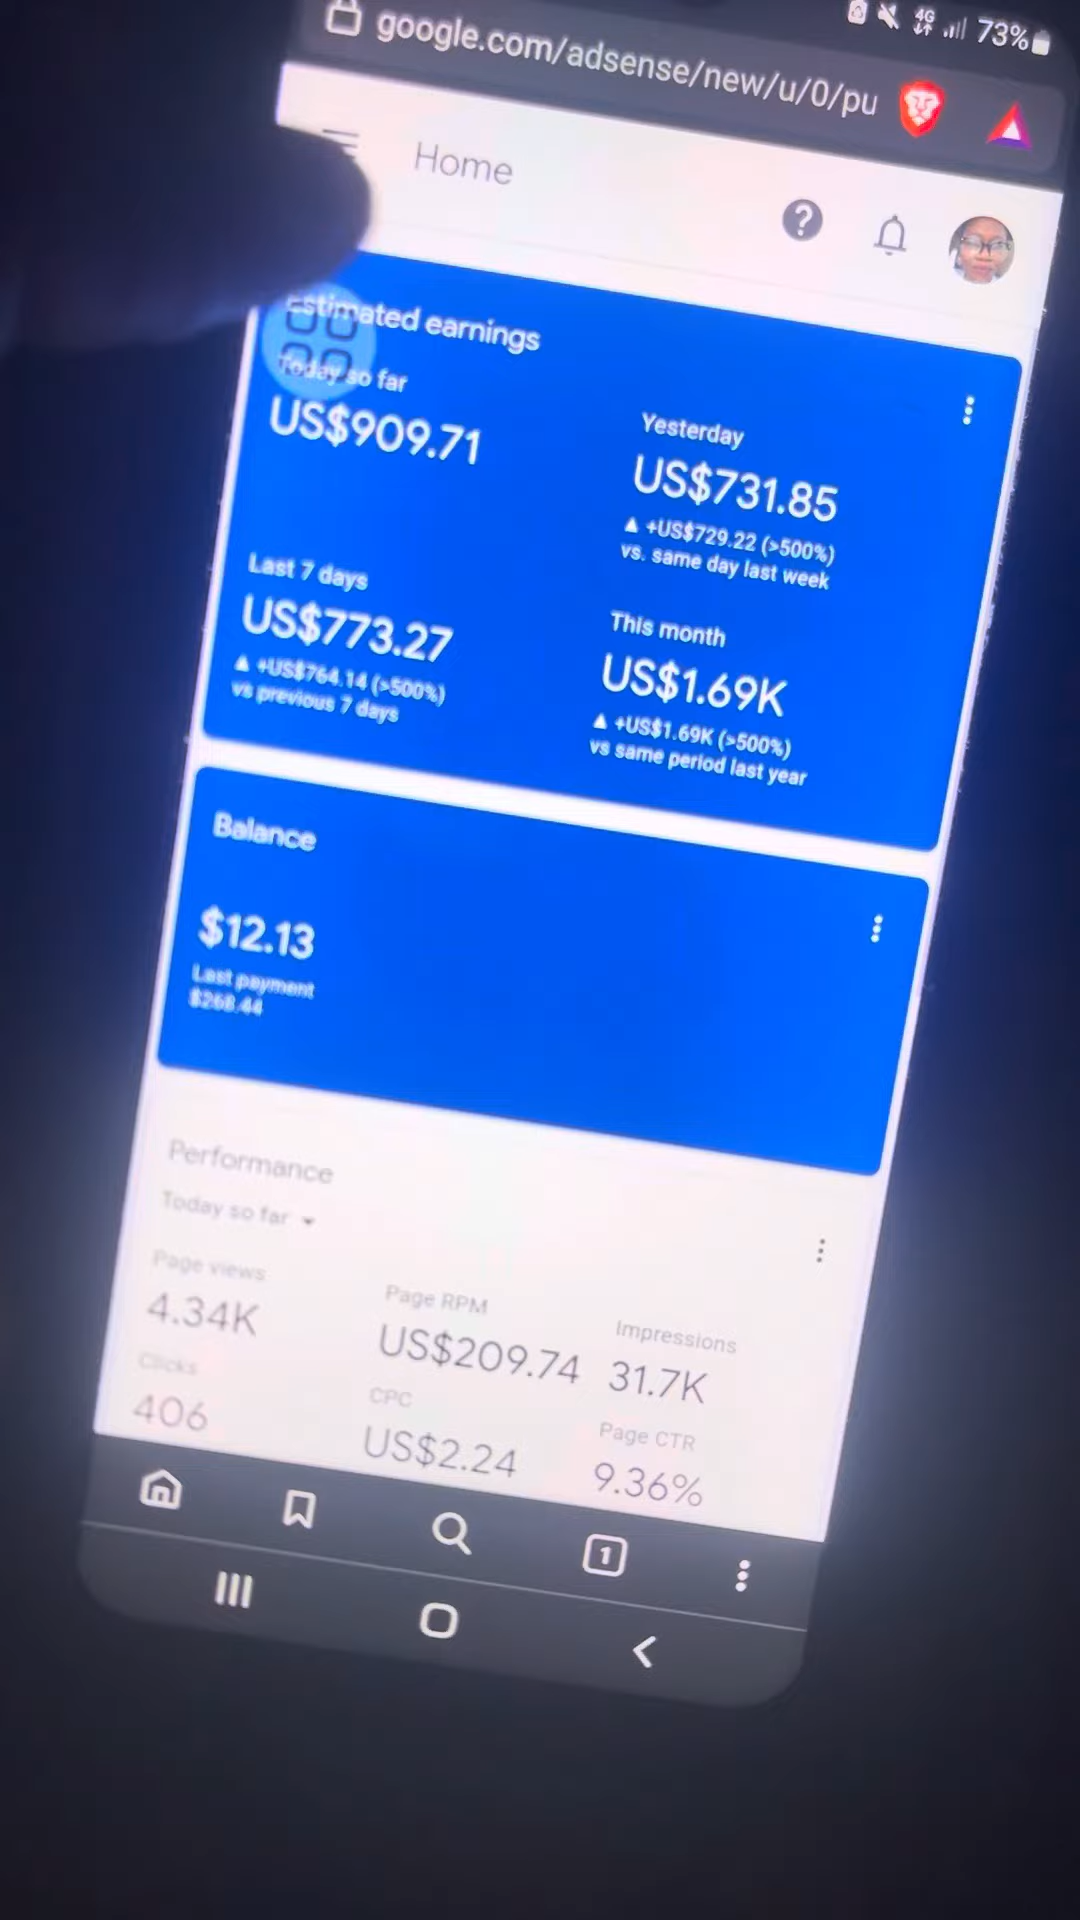 4G 73%
google.com/adsense/new/u/0/pu
Home
Estimated earnings
Today so far
US$909.71
Yesterday
US$731.85
▲ +US$729.22 (>500%)
vs. same day last week
Last 7 days
US$773.27
▲ +US$764.14 (>500%)
vs previous 7 days
This month
US$1.69K
▲ +US$1.69K (>500%)
vs same period last year
Balance
$12.13
Last payment
$268.44
Performance
Today so far
Page views
4.34K
Page RPM
US$209.74
Impressions
31.7K
Clicks
406
CPC
US$2.24
Page CTR
9.36%
1